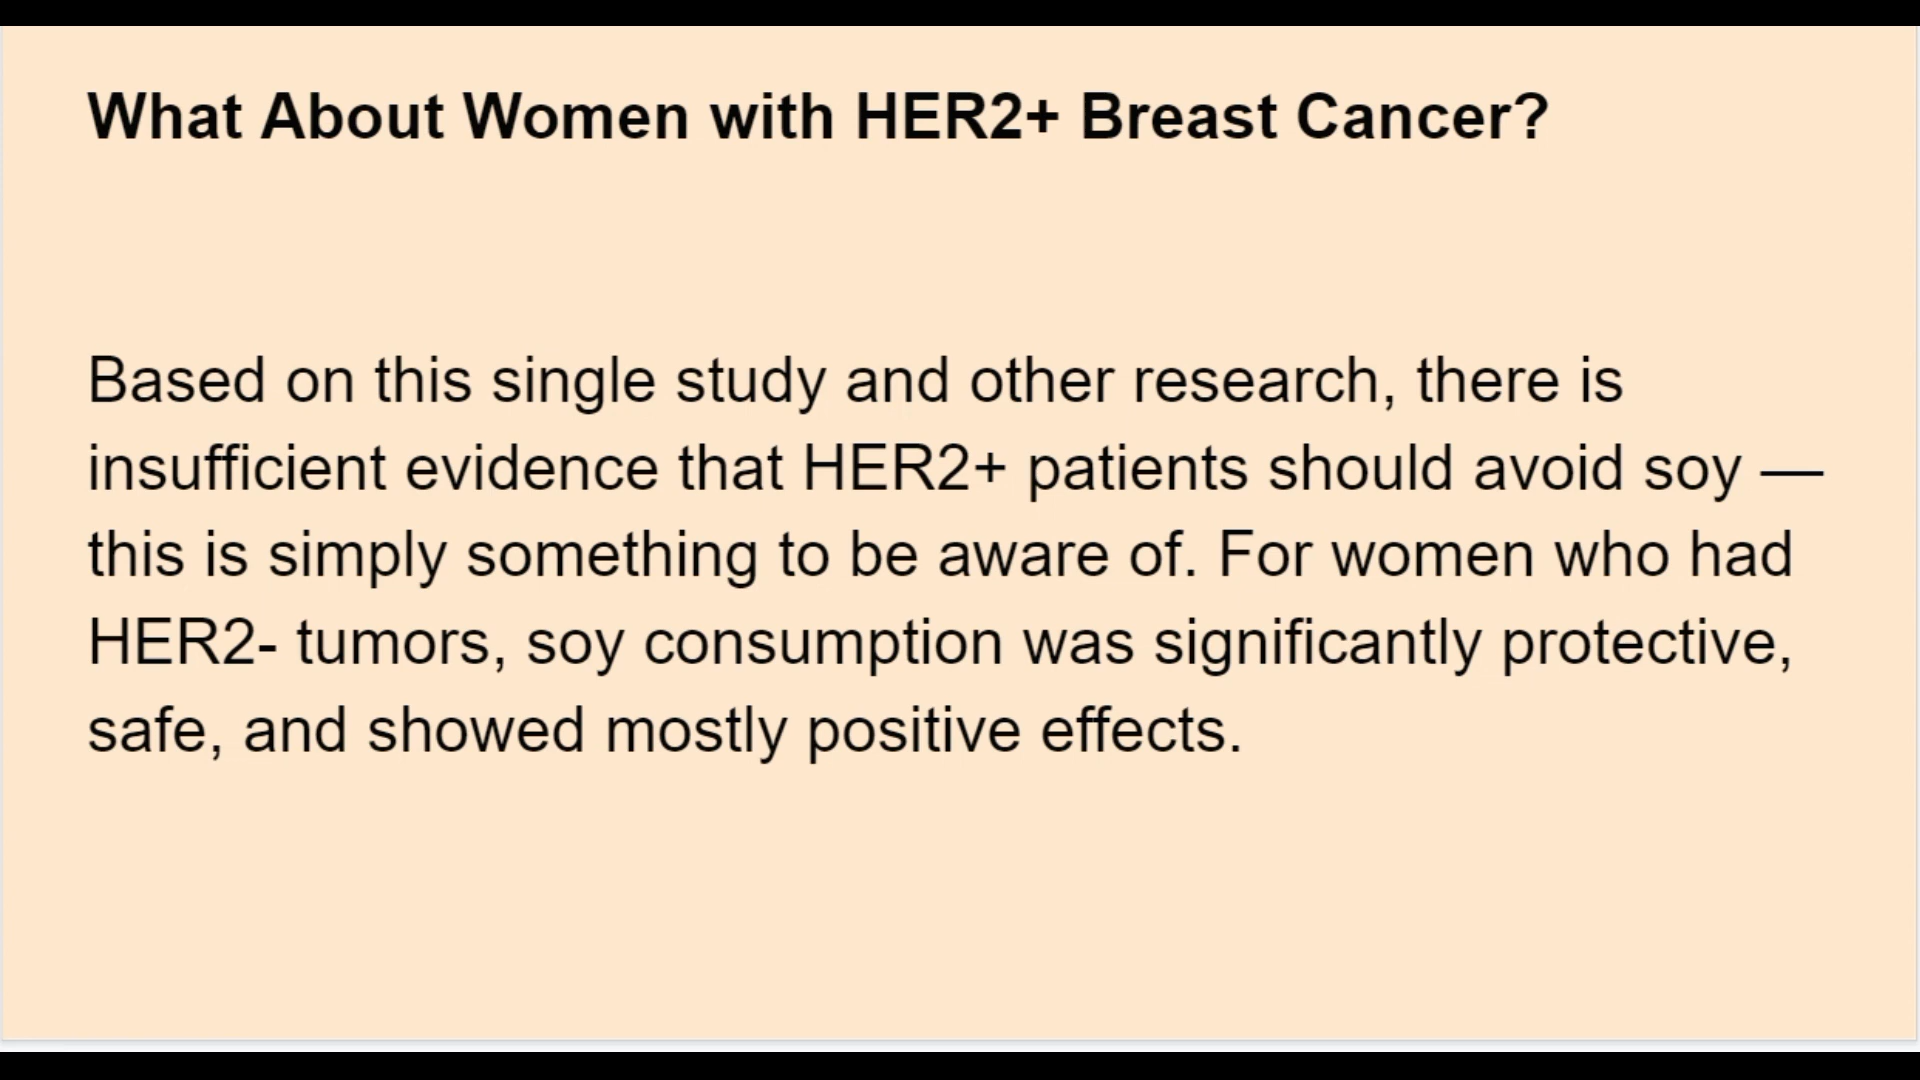 What About Women with HER2+ Breast Cancer?
Based on this single study and other research, there is
insufficient evidence that HER2+ patients should avoid soy —
this is simply something to be aware of. For women who had
HER2- tumors, soy consumption was significantly protective,
safe, and showed mostly positive effects.